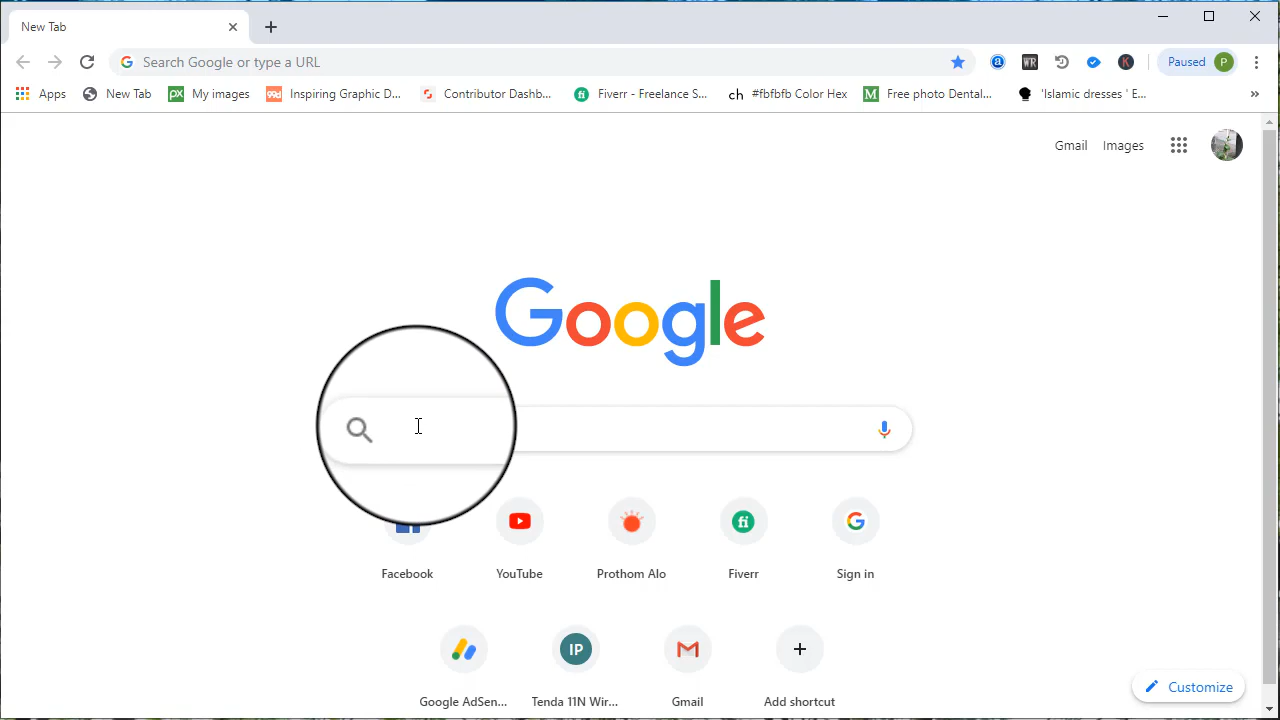 New Tab
Search Google or type a URL
Paused P
Apps New Tab My images Inspiring Graphic D... Contributor Dashb... Fiverr - Freelance S... #fbfbfb Color Hex Free photo Dental... 'Islamic dresses ' E...
Gmail Images
Google
Facebook YouTube Prothom Alo Fiverr Sign in
IP
Google AdSen... Tenda 11N Wir... Gmail Add shortcut
Customize